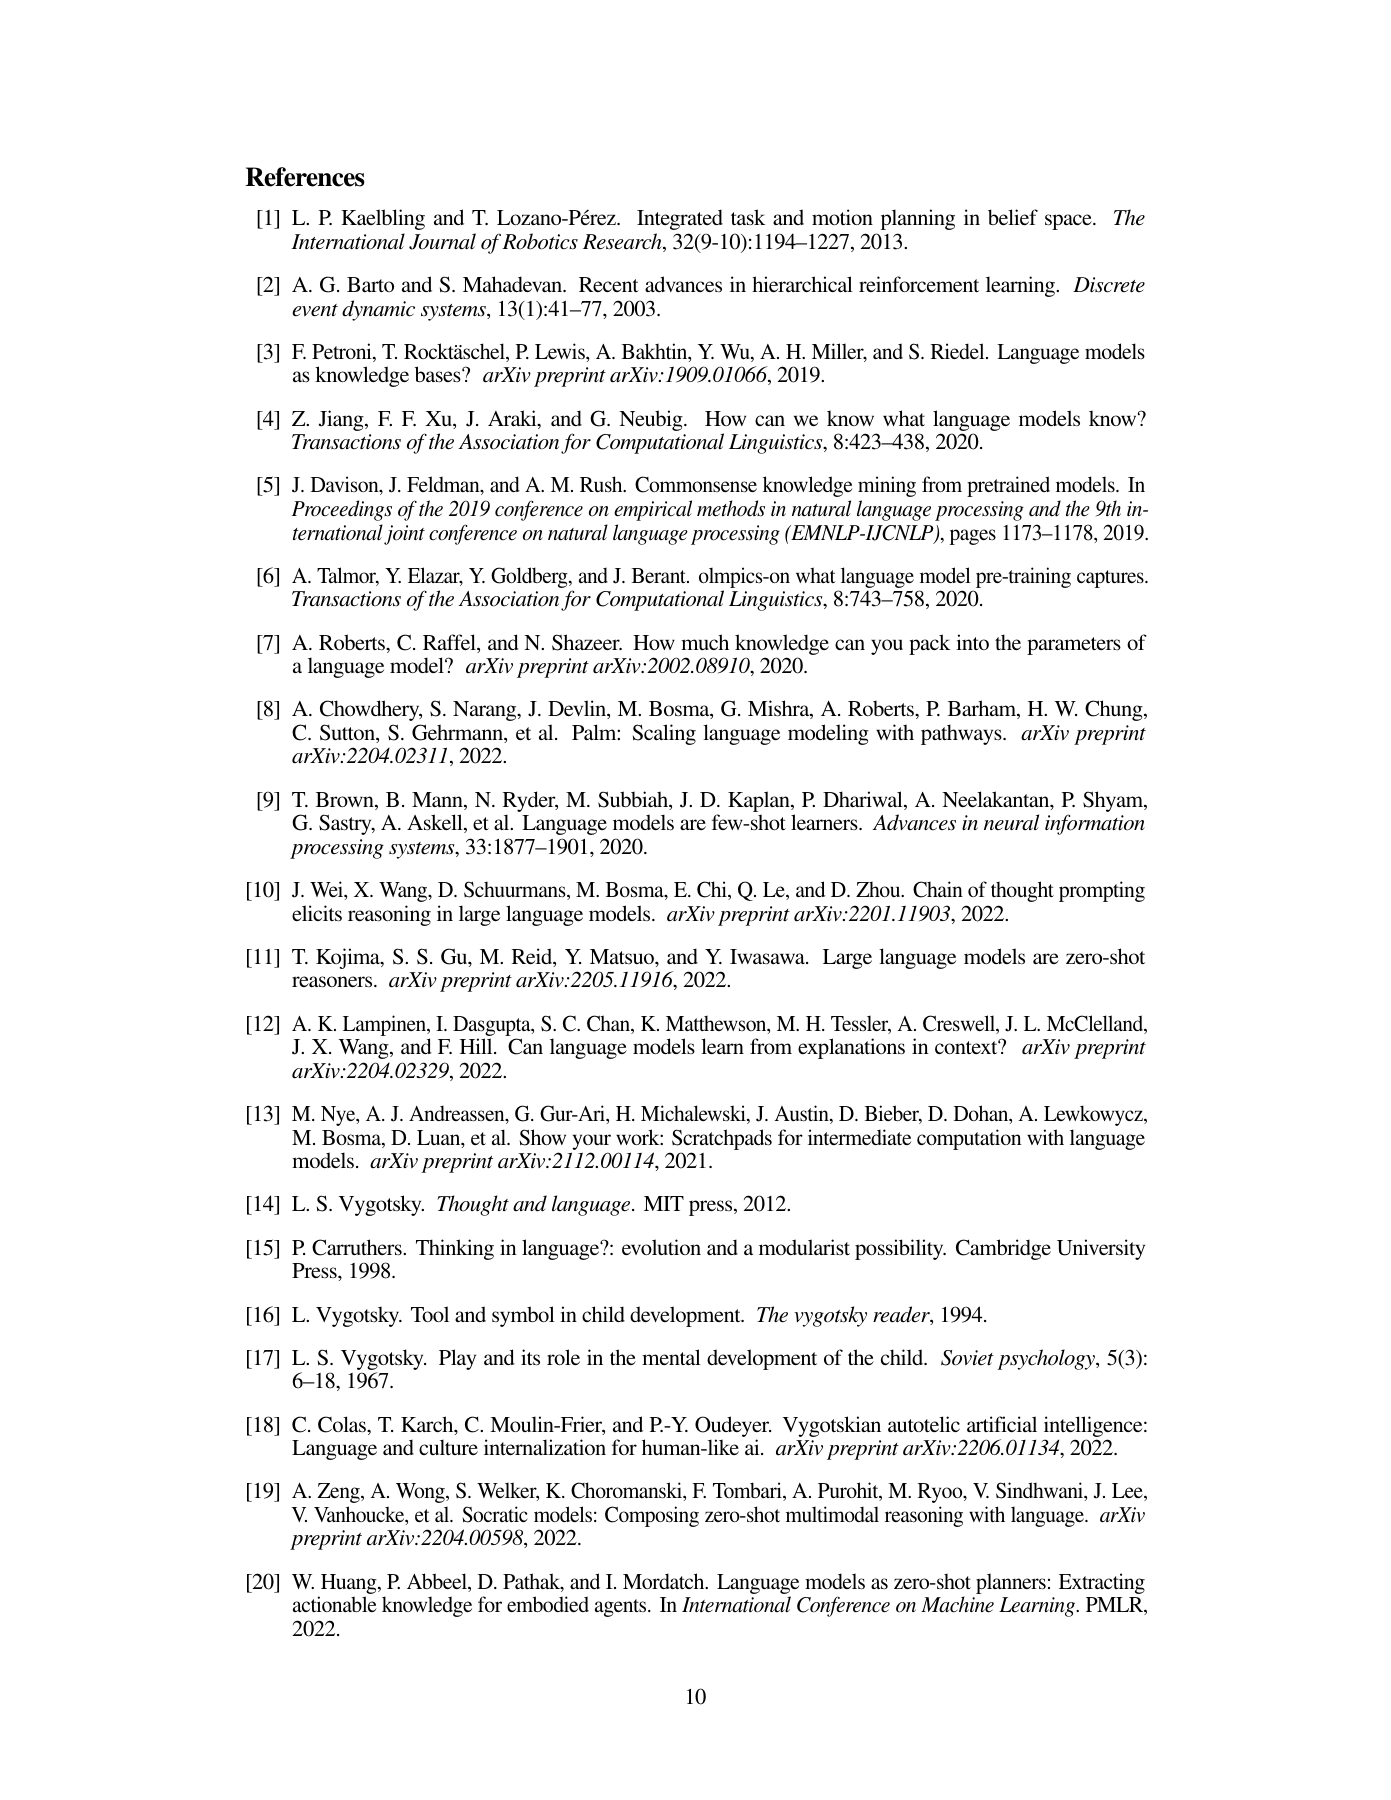 References
[1] L. P. Kaelbling and T. Lozano-Pérez. Integrated task and motion planning in belief space. The
International Journal of Robotics Research, 32(9-10):1194–1227, 2013.
[2] A. G. Barto and S. Mahadevan. Recent advances in hierarchical reinforcement learning. Discrete
event dynamic systems, 13(1):41–77, 2003.
[3] F. Petroni, T. Rocktäschel, P. Lewis, A. Bakhtin, Y. Wu, A. H. Miller, and S. Riedel. Language models
as knowledge bases? arXiv preprint arXiv:1909.01066, 2019.
[4] Z. Jiang, F. F. Xu, J. Araki, and G. Neubig. How can we know what language models know?
Transactions of the Association for Computational Linguistics, 8:423–438, 2020.
[5] J. Davison, J. Feldman, and A. M. Rush. Commonsense knowledge mining from pretrained models. In
Proceedings of the 2019 conference on empirical methods in natural language processing and the 9th in-
ternational joint conference on natural language processing (EMNLP-IJCNLP), pages 1173–1178, 2019.
[6] A. Talmor, Y. Elazar, Y. Goldberg, and J. Berant. olmpics-on what language model pre-training captures.
Transactions of the Association for Computational Linguistics, 8:743–758, 2020.
[7] A. Roberts, C. Raffel, and N. Shazeer. How much knowledge can you pack into the parameters of
a language model? arXiv preprint arXiv:2002.08910, 2020.
[8] A. Chowdhery, S. Narang, J. Devlin, M. Bosma, G. Mishra, A. Roberts, P. Barham, H. W. Chung,
C. Sutton, S. Gehrmann, et al. Palm: Scaling language modeling with pathways. arXiv preprint
arXiv:2204.02311, 2022.
[9] T. Brown, B. Mann, N. Ryder, M. Subbiah, J. D. Kaplan, P. Dhariwal, A. Neelakantan, P. Shyam,
G. Sastry, A. Askell, et al. Language models are few-shot learners. Advances in neural information
processing systems, 33:1877–1901, 2020.
[10] J. Wei, X. Wang, D. Schuurmans, M. Bosma, E. Chi, Q. Le, and D. Zhou. Chain of thought prompting
elicits reasoning in large language models. arXiv preprint arXiv:2201.11903, 2022.
[11] T. Kojima, S. S. Gu, M. Reid, Y. Matsuo, and Y. Iwasawa. Large language models are zero-shot
reasoners. arXiv preprint arXiv:2205.11916, 2022.
[12] A. K. Lampinen, I. Dasgupta, S. C. Chan, K. Matthewson, M. H. Tessler, A. Creswell, J. L. McClelland,
J. X. Wang, and F. Hill. Can language models learn from explanations in context? arXiv preprint
arXiv:2204.02329, 2022.
[13] M. Nye, A. J. Andreassen, G. Gur-Ari, H. Michalewski, J. Austin, D. Bieber, D. Dohan, A. Lewkowycz,
M. Bosma, D. Luan, et al. Show your work: Scratchpads for intermediate computation with language
models. arXiv preprint arXiv:2112.00114, 2021.
[14] L. S. Vygotsky. Thought and language. MIT press, 2012.
[15] P. Carruthers. Thinking in language?: evolution and a modularist possibility. Cambridge University
Press, 1998.
[16] L. Vygotsky. Tool and symbol in child development. The vygotsky reader, 1994.
[17] L. S. Vygotsky. Play and its role in the mental development of the child. Soviet psychology, 5(3):
6–18, 1967.
[18] C. Colas, T. Karch, C. Moulin-Frier, and P.-Y. Oudeyer. Vygotskian autotelic artificial intelligence:
Language and culture internalization for human-like ai. arXiv preprint arXiv:2206.01134, 2022.
[19] A. Zeng, A. Wong, S. Welker, K. Choromanski, F. Tombari, A. Purohit, M. Ryoo, V. Sindhwani, J. Lee,
V. Vanhoucke, et al. Socratic models: Composing zero-shot multimodal reasoning with language. arXiv
preprint arXiv:2204.00598, 2022.
[20] W. Huang, P. Abbeel, D. Pathak, and I. Mordatch. Language models as zero-shot planners: Extracting
actionable knowledge for embodied agents. In International Conference on Machine Learning. PMLR,
2022.
10